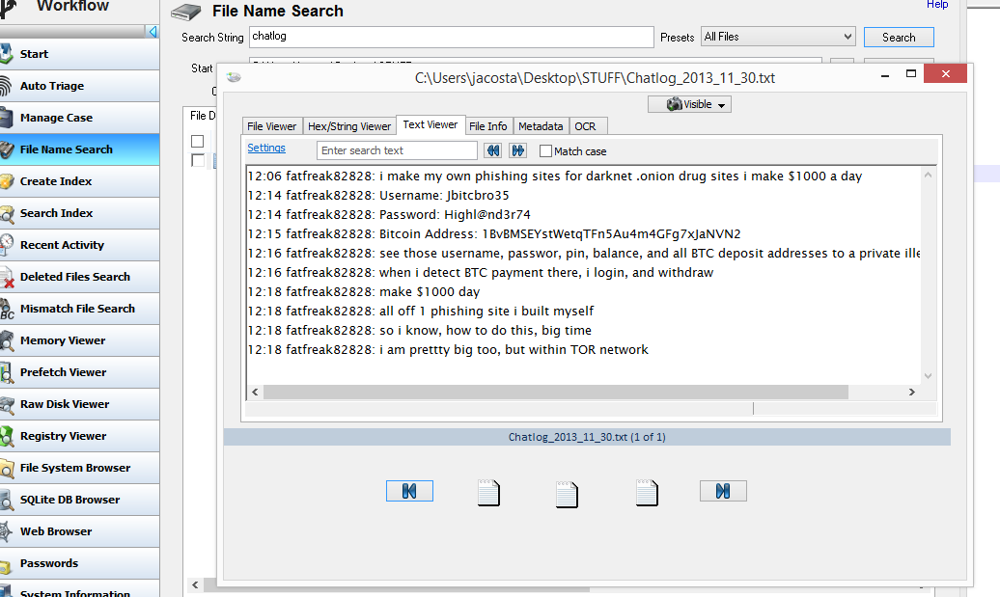 Workflow
Start
Auto Triage
Manage Case
File Name Search
Create Index
Search Index
Recent Activity
Deleted Files Search
Mismatch File Search
Memory Viewer
Prefetch Viewer
Raw Disk Viewer
Registry Viewer
File System Browser
SQLite DB Browser
Web Browser
Passwords
System Information
File Name Search
Help
Search String chatlog Presets All Files Search
Start
File D
C:\Users\jacosta\Desktop\STUFF\Chatlog_2013_11_30.txt
Visible
File Viewer Hex/String Viewer Text Viewer File Info Metadata OCR
Settings Enter search text Match case
12:06 fatfreak82828: i make my own phishing sites for darknet .onion drug sites i make $1000 a day
12:14 fatfreak82828: Username: Jbitcbro35
12:14 fatfreak82828: Password: Highl@nd3r74
12:15 fatfreak82828: Bitcoin Address: 1BvBMSEYstWetqTFn5Au4m4GFg7xJaNVN2
12:16 fatfreak82828: see those username, passwor, pin, balance, and all BTC deposit addresses to a private ille
12:16 fatfreak82828: when i detect BTC payment there, i login, and withdraw
12:18 fatfreak82828: make $1000 day
12:18 fatfreak82828: all off 1 phishing site i built myself
12:18 fatfreak82828: so i know, how to do this, big time
12:18 fatfreak82828: i am prettty big too, but within TOR network
Chatlog_2013_11_30.txt (1 of 1)